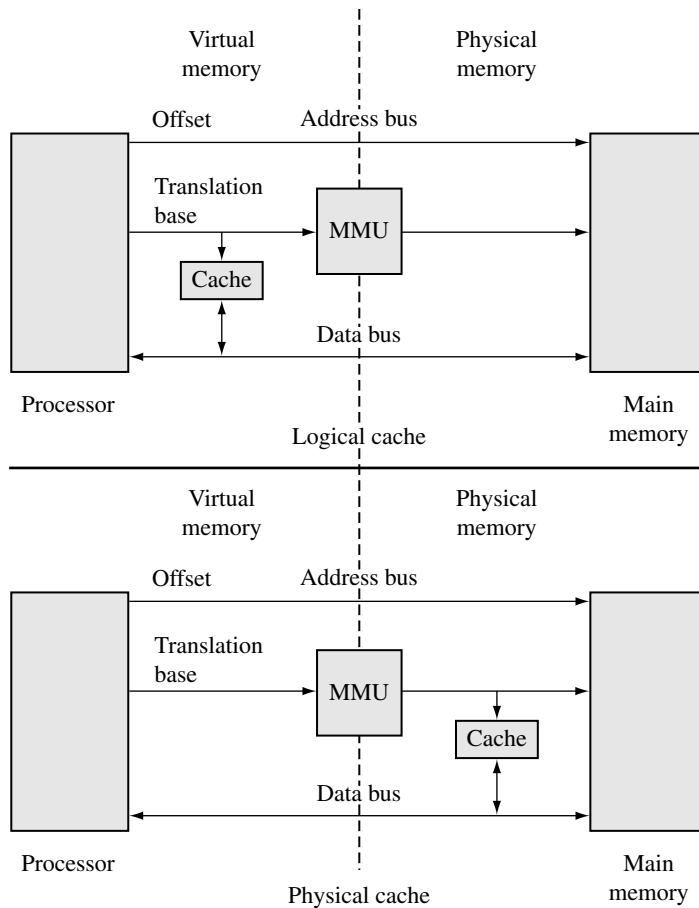 Virtual
memory
Physical
memory
Offset
Address bus
Translation
base
MMU
Cache
Data bus
Processor
Main
memory
Logical cache
Virtual
memory
Physical
memory
Offset
Address bus
Translation
base
MMU
Cache
Data bus
Processor
Main
memory
Physical cache